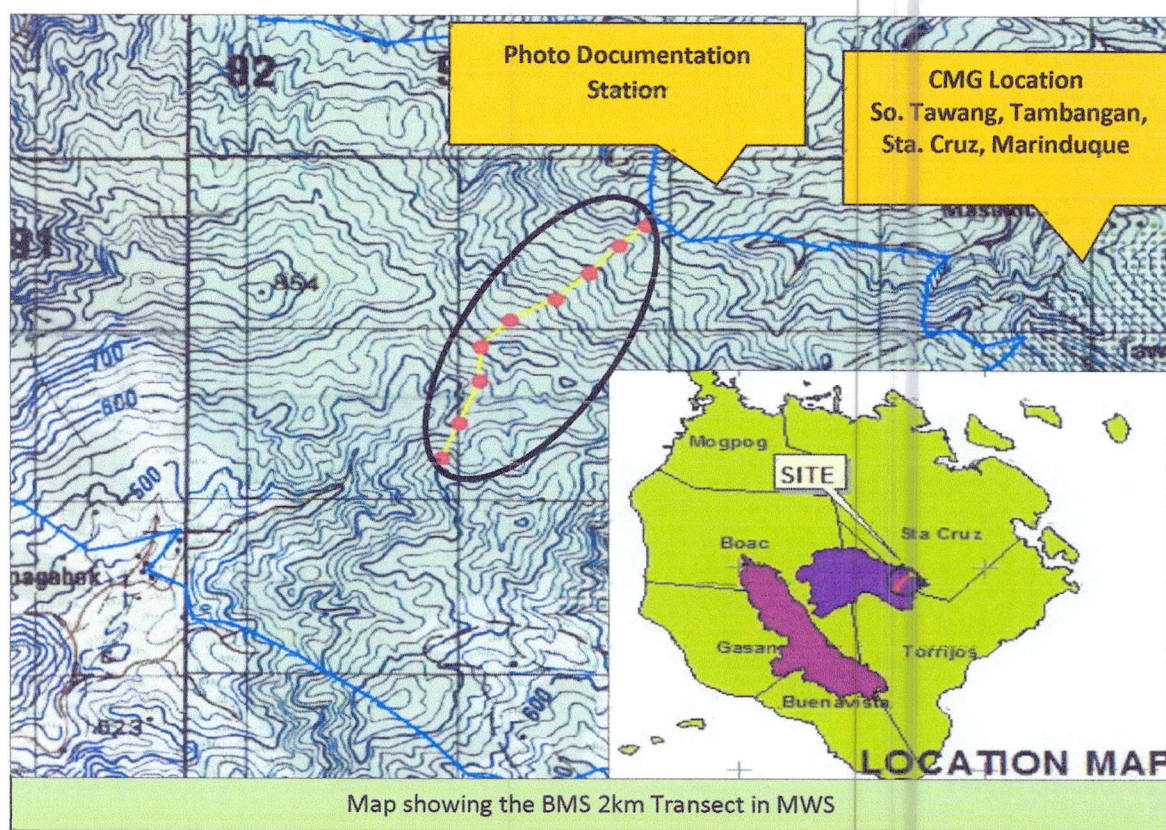 Photo Documentation
Station
CMG Location
So. Tawang, Tambangan,
Sta. Cruz, Marinduque
92
91
854
700
600
500
623
600
Mogpog
SITE
Sta Cruz
Boac
Gasan
Torrijos
Buenavista
LOCATION MAP
Map showing the BMS 2km Transect in MWS